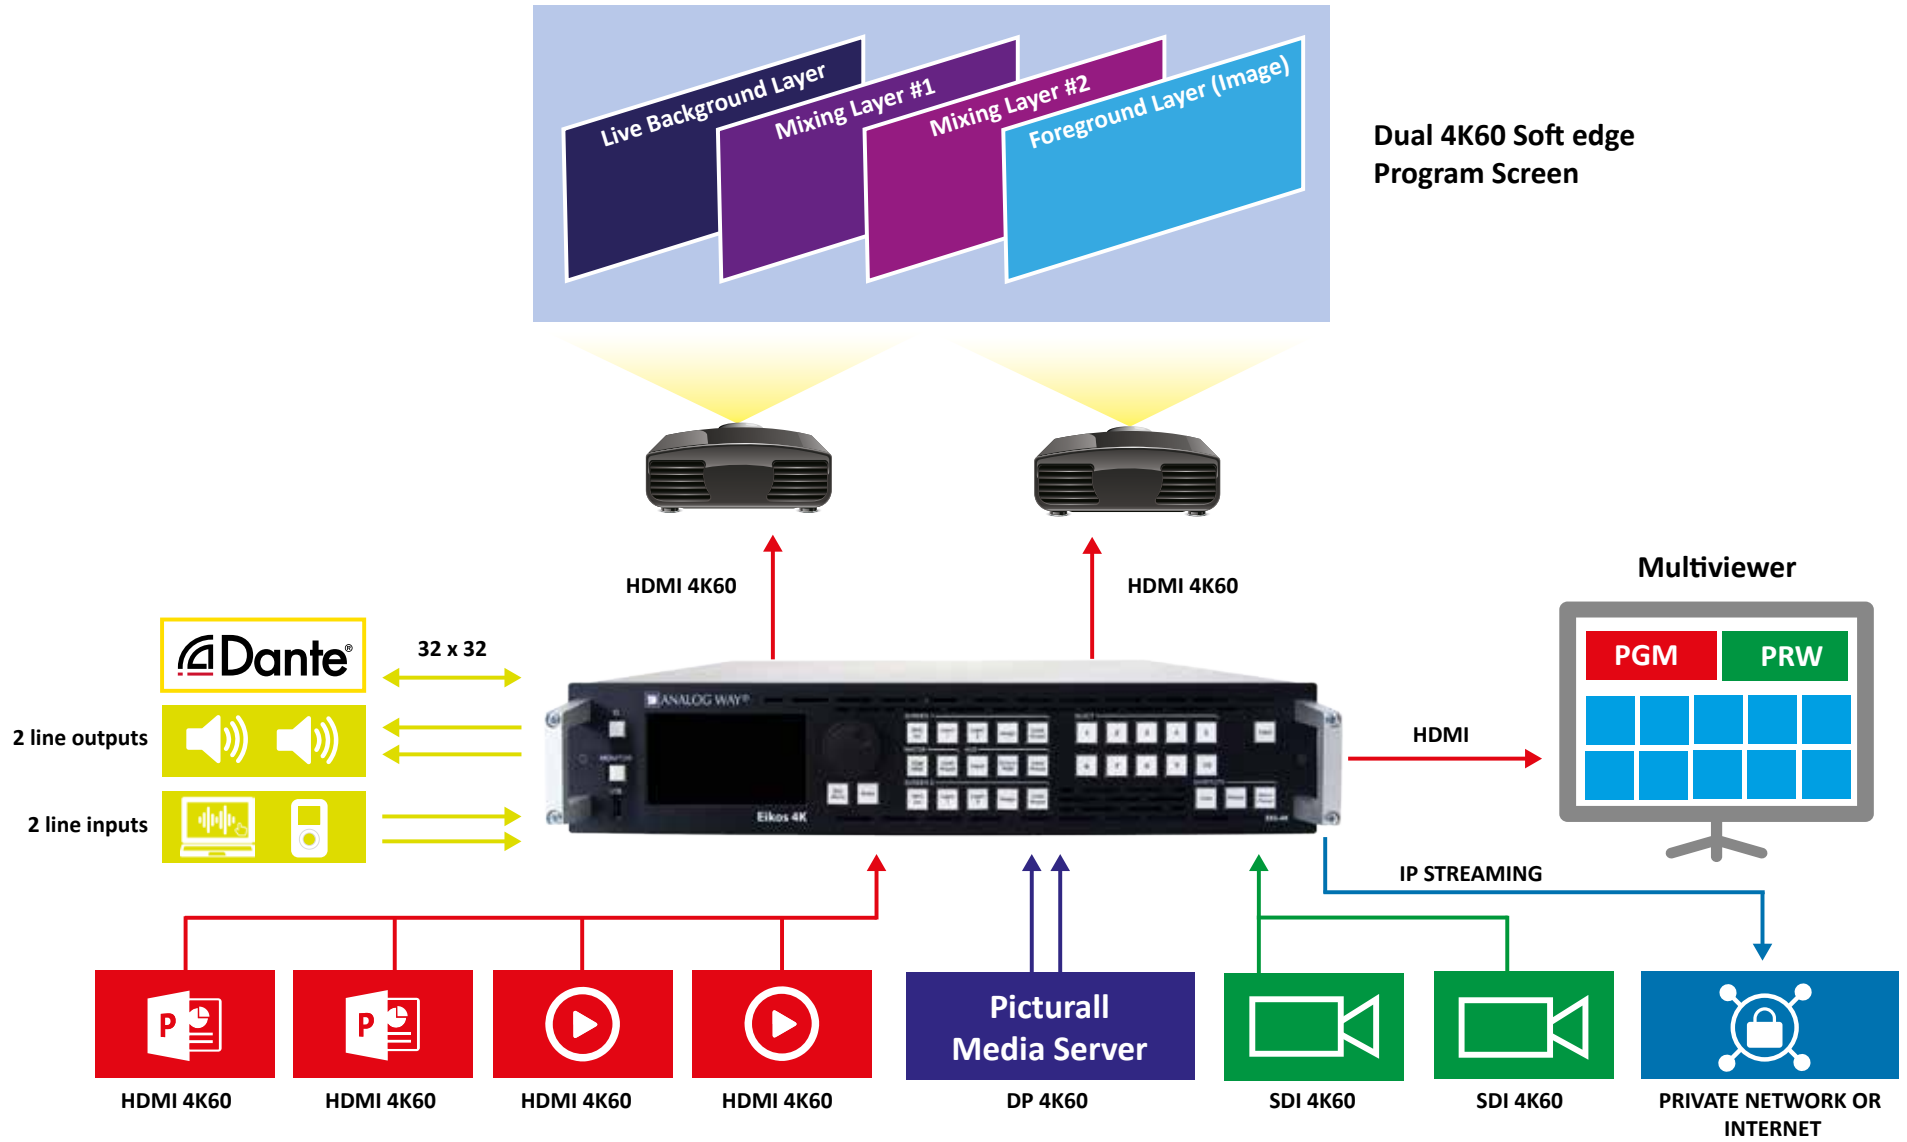 Live Background Layer
Mixing Layer #1
Mixing Layer #2
Foreground Layer (Image)
Dual 4K60 Soft edge
Program Screen
HDMI 4K60
HDMI 4K60
Multiviewer
PGM
PRW
Dante®
32 x 32
2 line outputs
2 line inputs
ANALOG WAY®
MONITOR
Eikos 4K
HDMI
IP STREAMING
P
P
Picturall
Media Server
HDMI 4K60
HDMI 4K60
HDMI 4K60
HDMI 4K60
DP 4K60
SDI 4K60
SDI 4K60
PRIVATE NETWORK OR
INTERNET